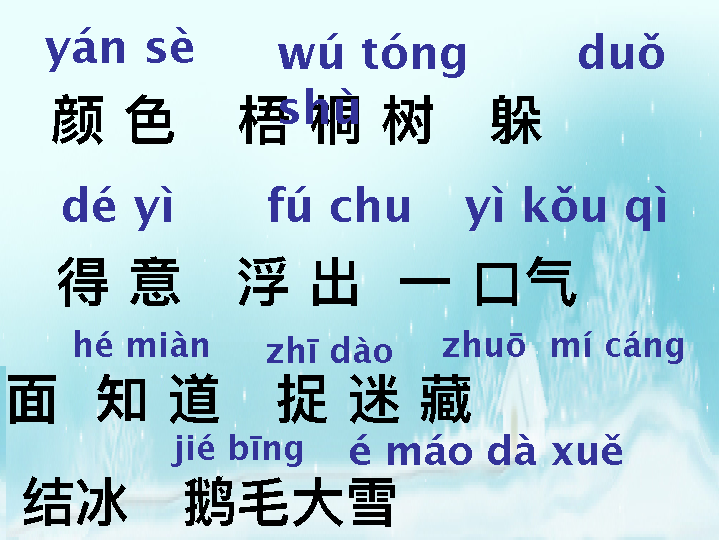 yán sè wú tóng shù duǒ
颜 色 梧 桐 树 躲
dé yì fú chu yì kǒu qì
得 意 浮 出 一 口气
hé miàn zhī dào zhuō mí cáng
面 知 道 捉 迷 藏
jié bīng é máo dà xuě
结冰 鹅毛大雪